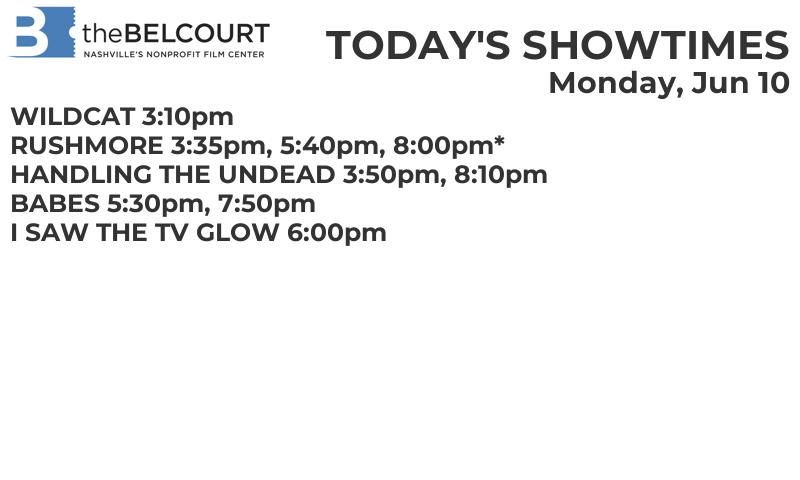 B theBELCOURT
NASHVILLE'S NONPROFIT FILM CENTER
TODAY'S SHOWTIMES
Monday, Jun 10
WILDCAT 3:10pm
RUSHMORE 3:35pm, 5:40pm, 8:00pm*
HANDLING THE UNDEAD 3:50pm, 8:10pm
BABES 5:30pm, 7:50pm
I SAW THE TV GLOW 6:00pm